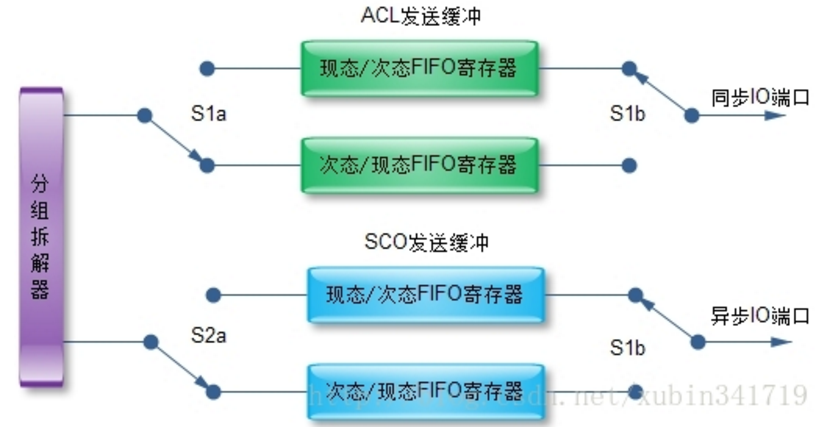 ACL发送缓冲
现态/次态FIFO寄存器
S1a
S1b
同步IO端口
次态/现态FIFO寄存器
分组拆解器
SCO发送缓冲
现态/次态FIFO寄存器
S2a
S1b
异步IO端口
次态/现态FIFO寄存器
dn.net/xubin341719